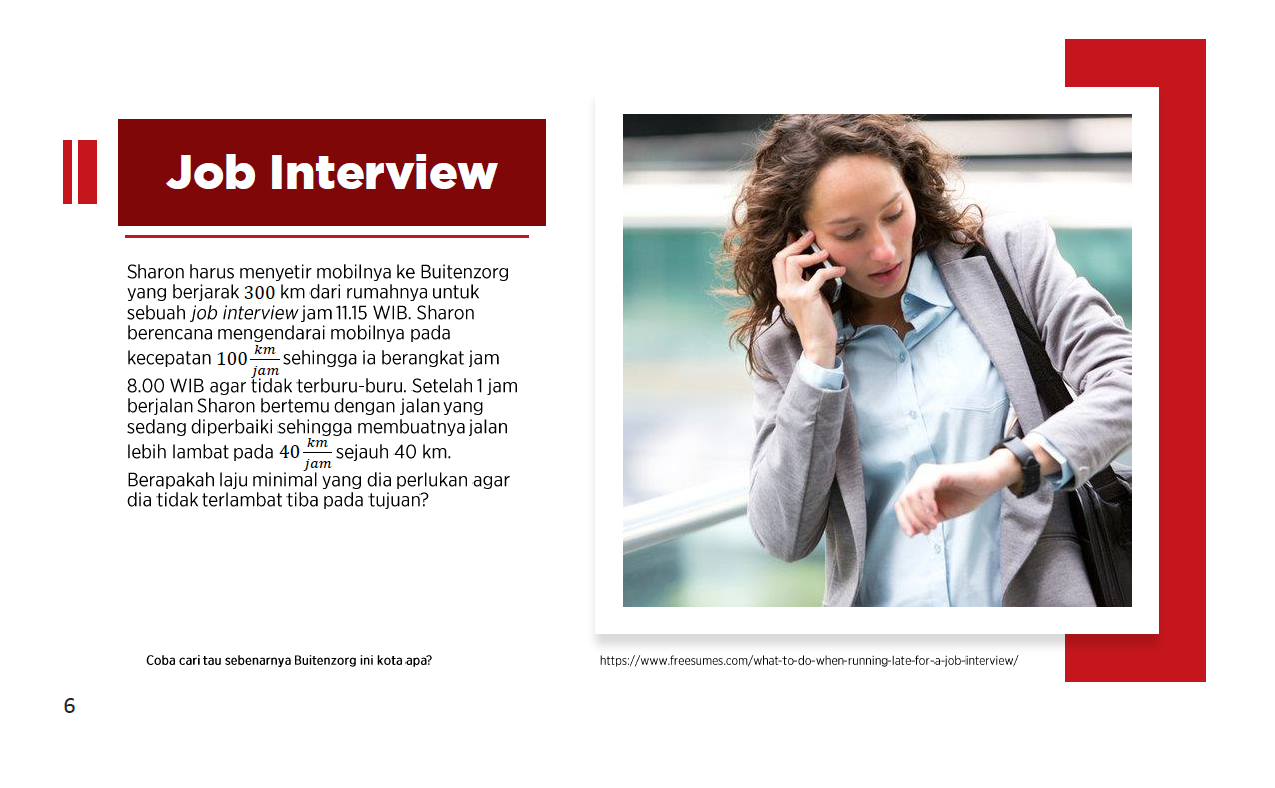 Job Interview
Sharon harus menyetir mobilnya ke Buitenzorg
yang berjarak 300 km dari rumahnya untuk
sebuah job interview jam 11.15 WIB. Sharon
berencana mengendarai mobilnya pada
kecepatan 100 km/jam sehingga ia berangkat jam
8.00 WIB agar tidak terburu-buru. Setelah 1 jam
berjalan Sharon bertemu dengan jalan yang
sedang diperbaiki sehingga membuatnya jalan
lebih lambat pada 40 km/jam sejauh 40 km.
Berapakah laju minimal yang dia perlukan agar
dia tidak terlambat tiba pada tujuan?
Coba cari tau sebenarnya Buitenzorg ini kota apa?
https://www.freesumes.com/what-to-do-when-running-late-for-a-job-interview/
6